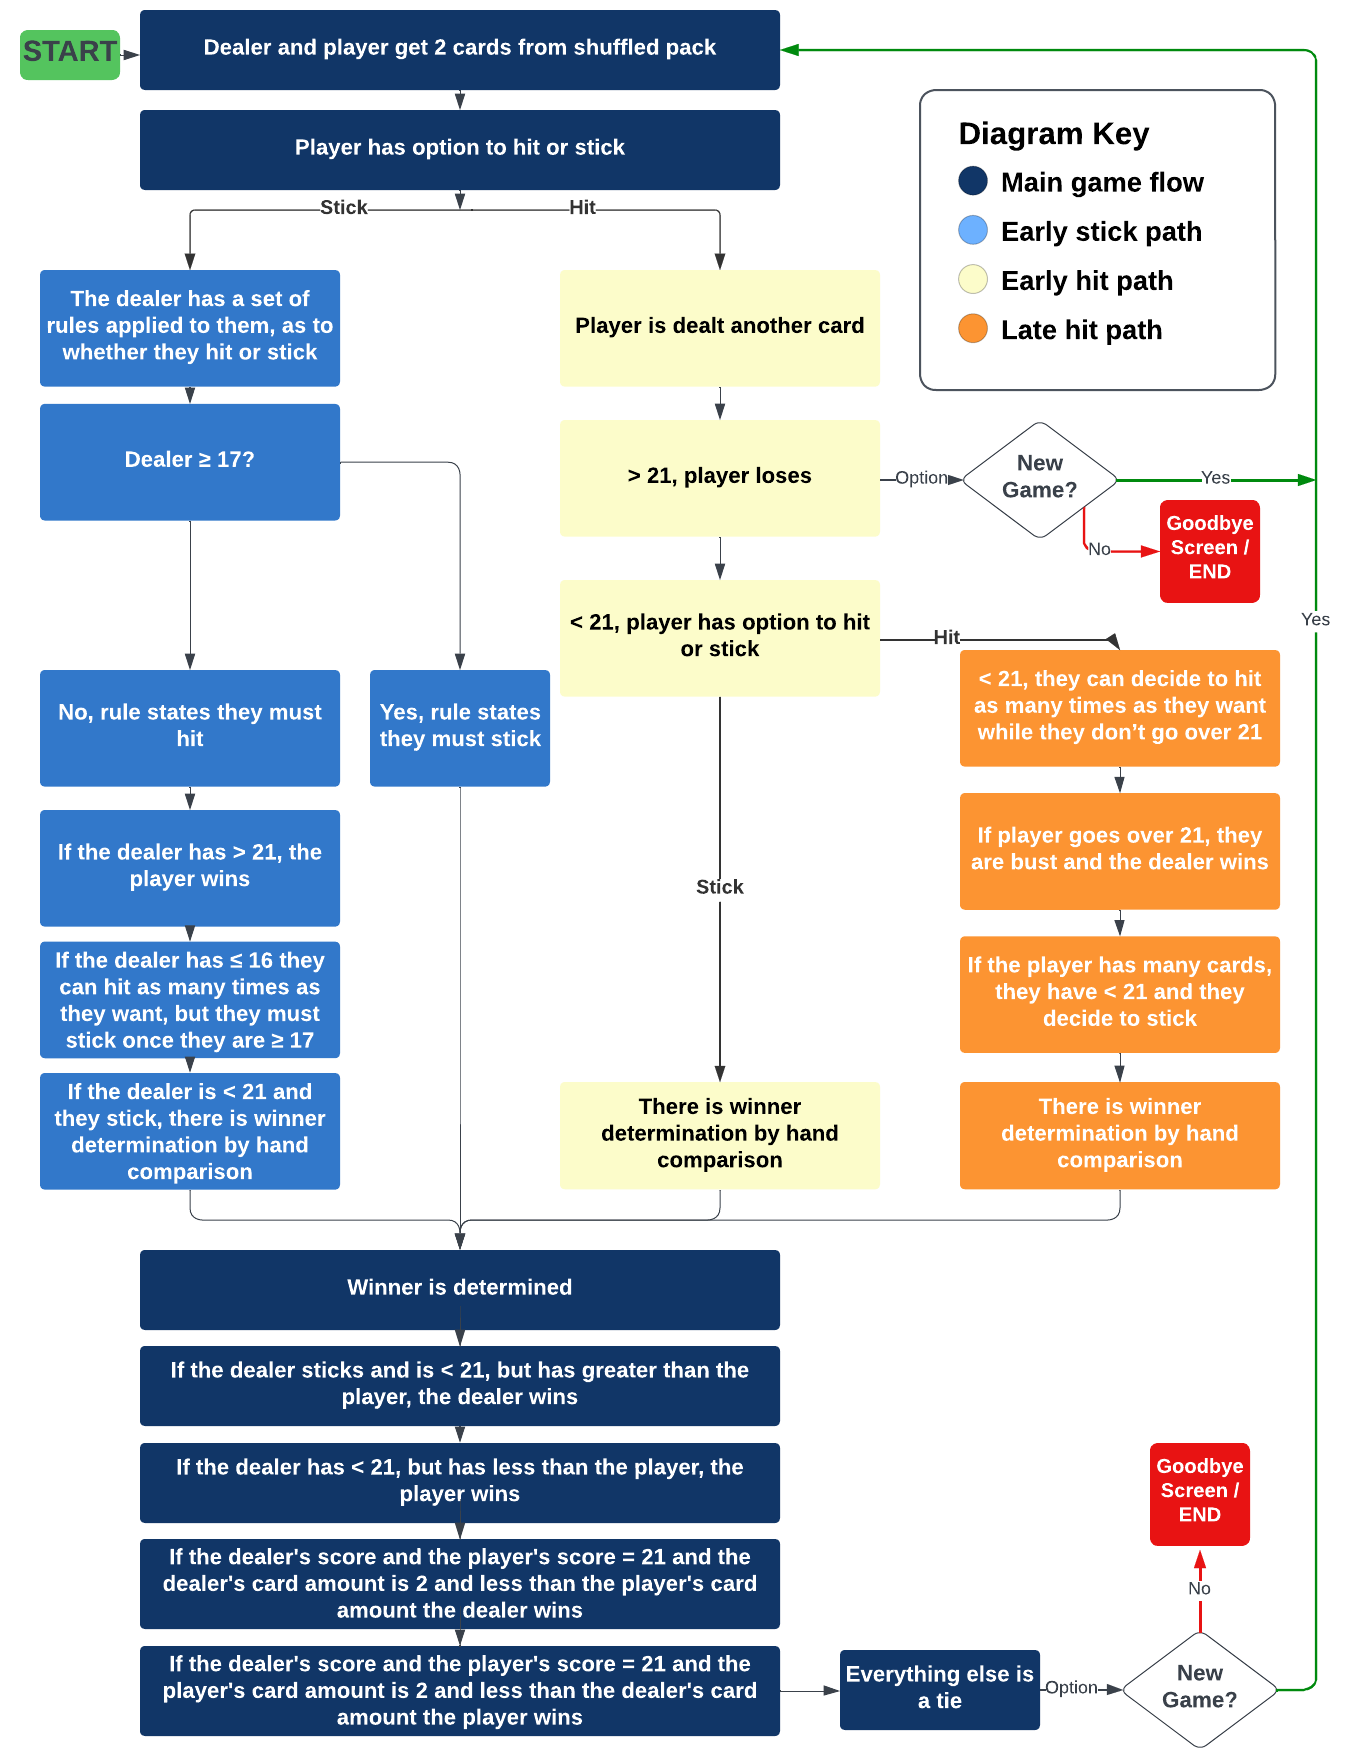 START
Dealer and player get 2 cards from shuffled pack
Player has option to hit or stick
Stick
Hit
Diagram Key
Main game flow
Early stick path
Early hit path
Late hit path
The dealer has a set of
rules applied to them, as to
whether they hit or stick
Player is dealt another card
Dealer ≥ 17?
> 21, player loses
Option
New
Game?
Yes
No
Goodbye
Screen /
END
Yes
< 21, player has option to hit
or stick
Hit
< 21, they can decide to hit
as many times as they want
while they don’t go over 21
No, rule states they must
hit
Yes, rule states
they must stick
If player goes over 21, they
are bust and the dealer wins
If the dealer has > 21, the
player wins
Stick
If the dealer has ≤ 16 they
can hit as many times as
they want, but they must
stick once they are ≥ 17
If the player has many cards,
they have < 21 and they
decide to stick
If the dealer is < 21 and
they stick, there is winner
determination by hand
comparison
There is winner
determination by hand
comparison
There is winner
determination by hand
comparison
Winner is determined
If the dealer sticks and is < 21, but has greater than the
player, the dealer wins
If the dealer has < 21, but has less than the player, the
player wins
If the dealer's score and the player's score = 21 and the
dealer's card amount is 2 and less than the player's card
amount the dealer wins
If the dealer's score and the player's score = 21 and the
player's card amount is 2 and less than the dealer's card
amount the player wins
Everything else is
a tie
Option
New
Game?
No
Goodbye
Screen /
END